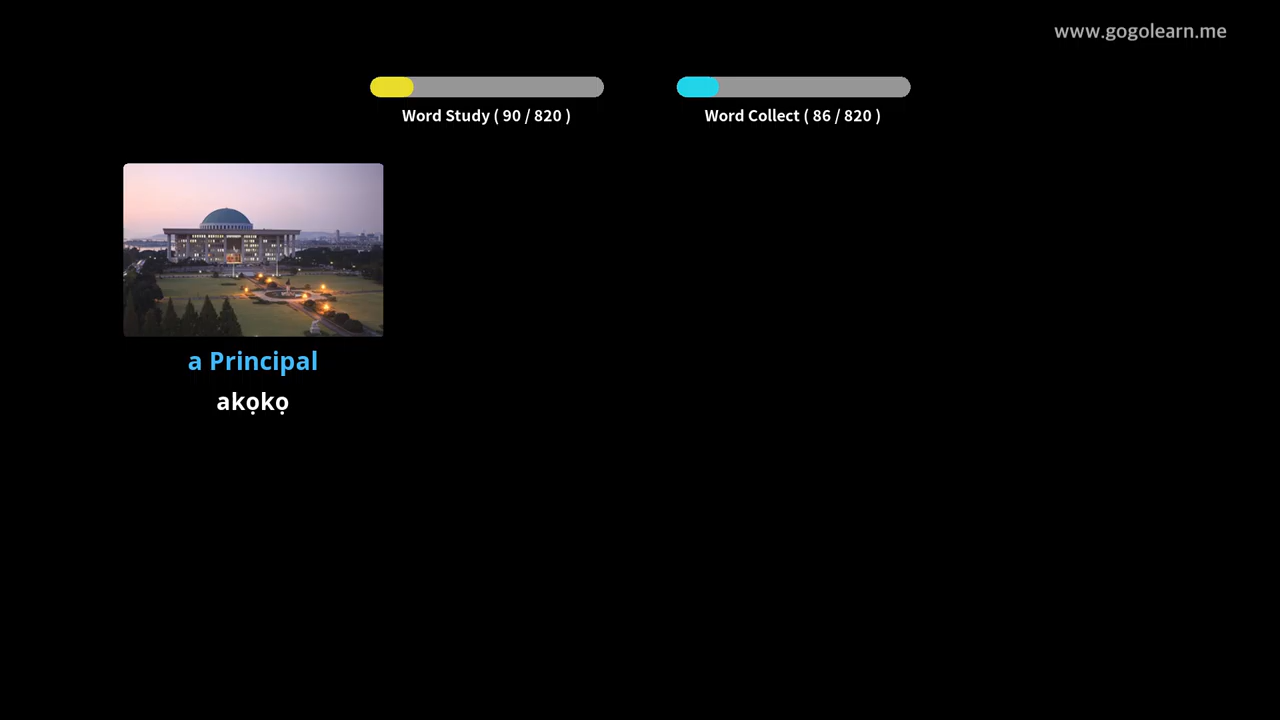 www.gogolearn.me
Word Study ( 90 / 820 )
Word Collect ( 86 / 820 )
a Principal
akọkọ